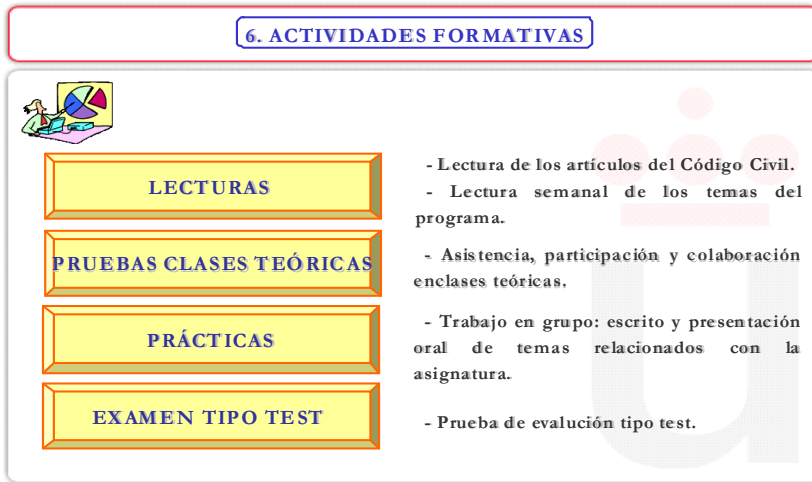 6. ACTIVIDADES FORMATIVAS
LECTURAS
- Lectura de los artículos del Código Civil.
- Lectura semanal de los temas del
programa.
PRUEBAS CLASES TEÓRICAS
- Asistencia, participación y colaboración
enclases teóricas.
PRÁCTICAS
- Trabajo en grupo: escrito y presentación
oral de temas relacionados con la
asignatura.
EXAMEN TIPO TEST
- Prueba de evalución tipo test.